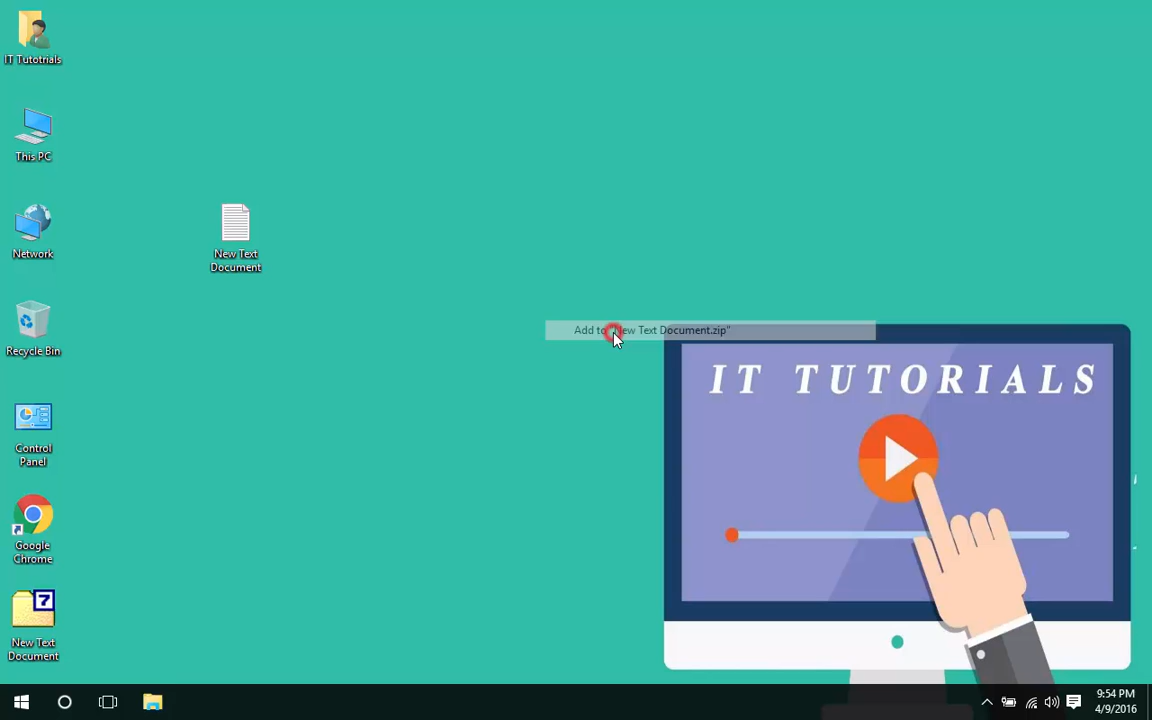 IT Tutotrials
This PC
Network
Recycle Bin
Control
Panel
Google
Chrome
7
New Text
Document
New Text
Document
Add to "New Text Document.zip"
IT TUTORIALS
9:54 PM
4/9/2016